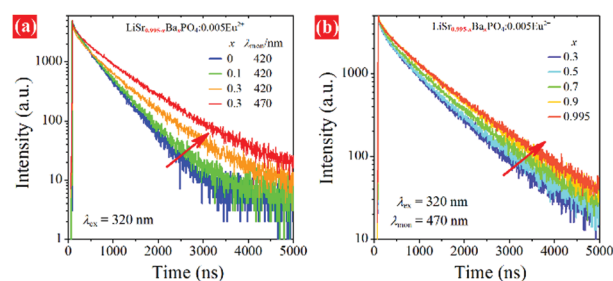 (a)
LiSr0.995-xBaxPO4:0.005Eu2+
x λmon/nm
0 420
0.1 420
0.3 420
0.3 470
λex = 320 nm
Intensity (a.u.)
1000
100
10
1
0 1000 2000 3000 4000 5000
Time (ns)
(b)
LiSr0.995-xBaxPO4:0.005Eu2+
x
0.3
0.5
0.7
0.9
0.995
λex = 320 nm
λmon = 470 nm
Intensity (a.u.)
1000
100
10
0 1000 2000 3000 4000 5000
Time (ns)